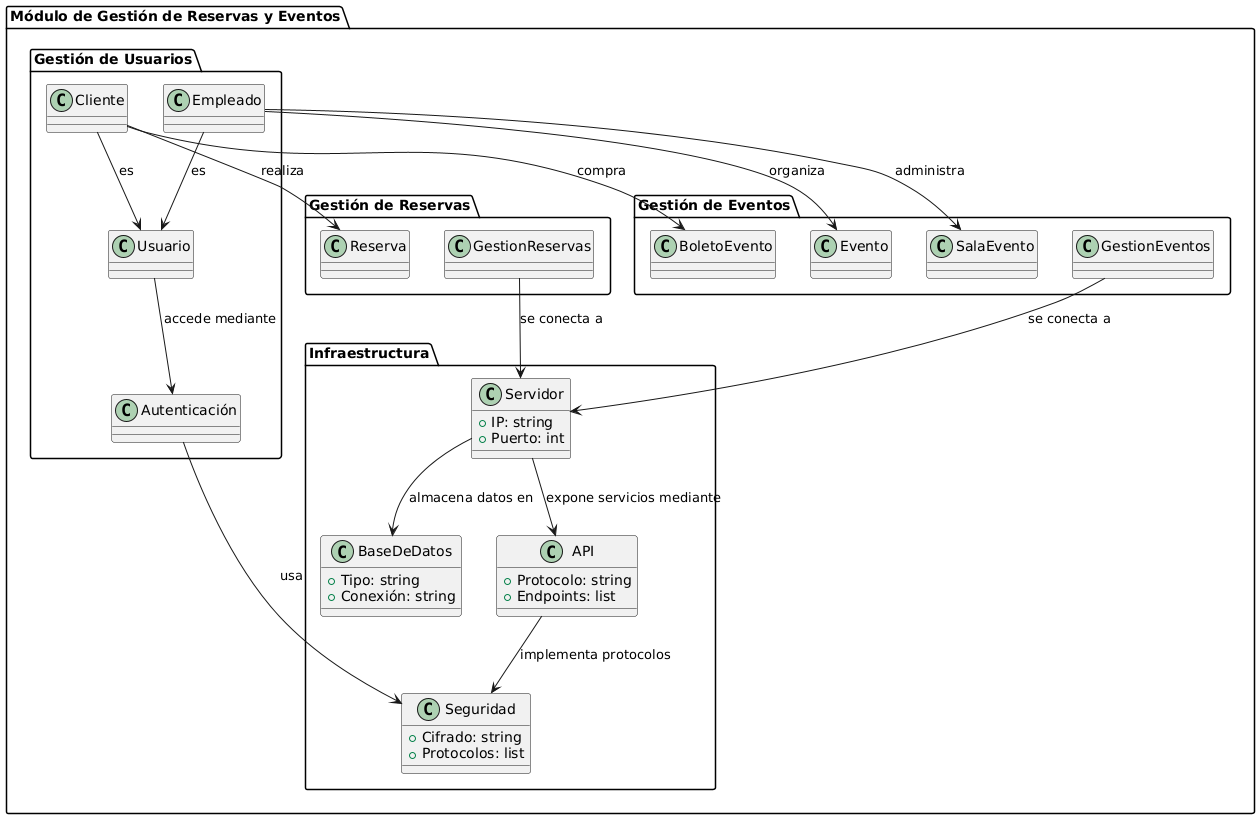 Módulo de Gestión de Reservas y Eventos
Gestión de Usuarios
C Cliente
C Empleado
es
es
realiza
compra
organiza
administra
Gestión de Reservas
Gestión de Eventos
C Usuario
C Reserva
C GestionReservas
C BoletoEvento
C Evento
C SalaEvento
C GestionEventos
accede mediante
se conecta a
se conecta a
Infraestructura
C Autenticación
C Servidor
IP: string
Puerto: int
almacena datos en
expone servicios mediante
usa
C BaseDeDatos
Tipo: string
Conexión: string
C API
Protocolo: string
Endpoints: list
implementa protocolos
C Seguridad
Cifrado: string
Protocolos: list